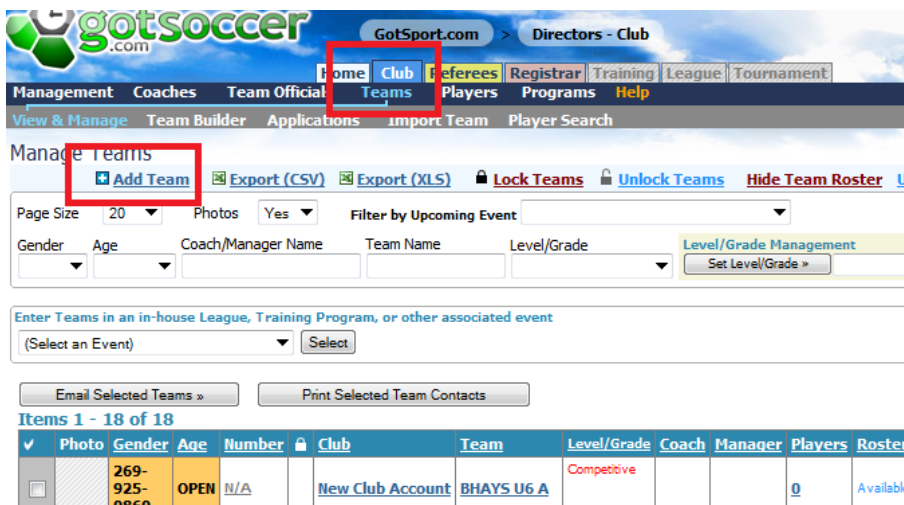 gotsoccer
.com
GotSport.com > Directors - Club
Home Club Referees Registrar Training League Tournament
Management Coaches Team Officials Teams Players Programs Help
View & Manage Team Builder Applications Import Team Player Search
Manage Teams
Add Team Export (CSV) Export (XLS) Lock Teams Unlock Teams Hide Team Roster
Page Size 20 Photos Yes Filter by Upcoming Event
Gender Age Coach/Manager Name Team Name Level/Grade Level/Grade Management
Set Level/Grade »
Enter Teams in an in-house League, Training Program, or other associated event
(Select an Event) Select
Email Selected Teams » Print Selected Team Contacts
Items 1 - 18 of 18
Photo Gender Age Number Club Team Level/Grade Coach Manager Players Roster
269-
925- OPEN N/A New Club Account BHAYS U6 A Competitive 0 Available